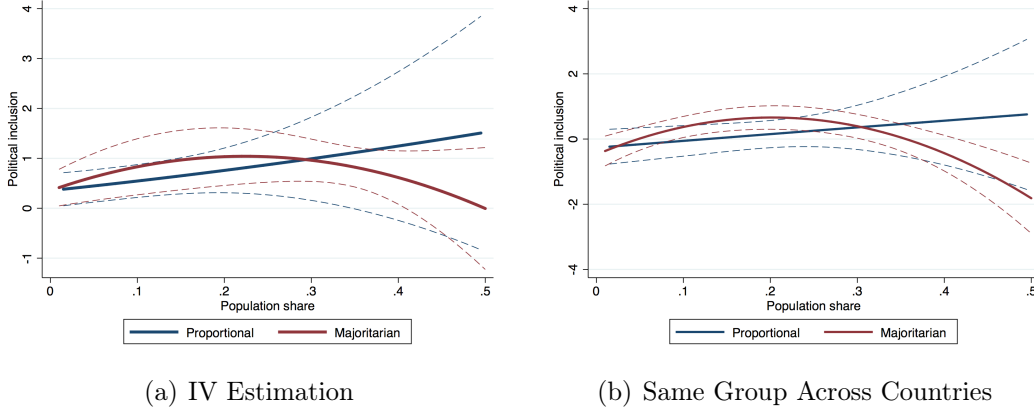 4
3
2
1
0
-1
Political inclusion
0 .1 .2 .3 .4 .5
Population share
Proportional Majoritarian
(a) IV Estimation
4
2
0
-2
-4
Political inclusion
0 .1 .2 .3 .4 .5
Population share
Proportional Majoritarian
(b) Same Group Across Countries